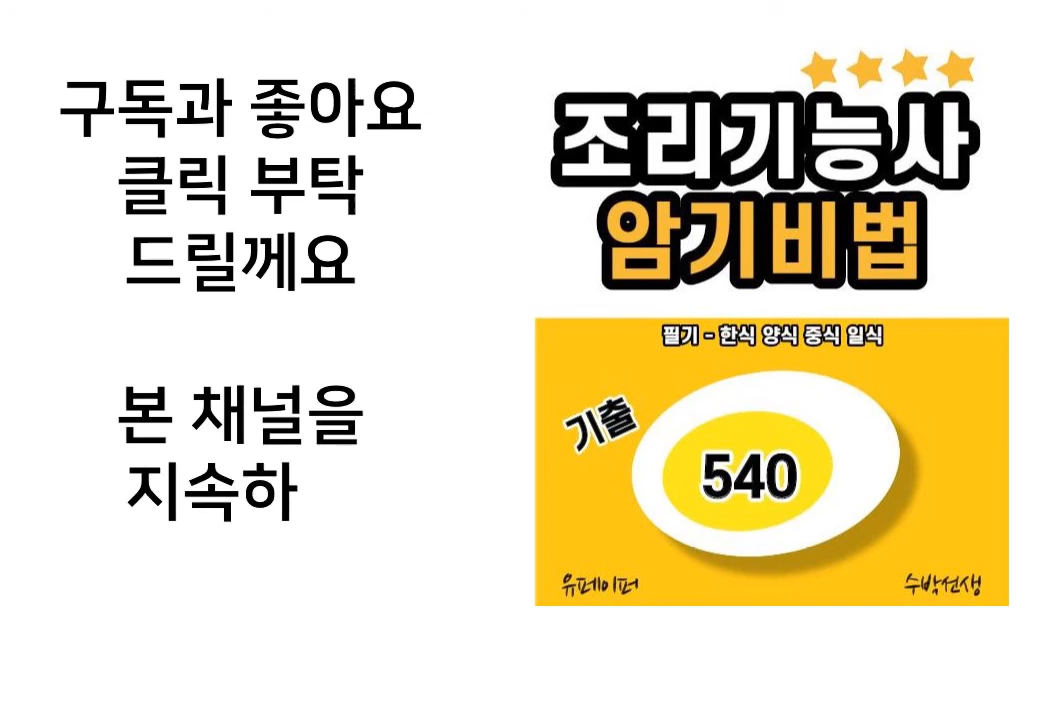 구독과 좋아요
클릭 부탁
드릴께요
본 채널을
지속하
조리기능사
암기비법
필기 - 한식 양식 중식 일식
기출
540
유페이퍼
수박선생